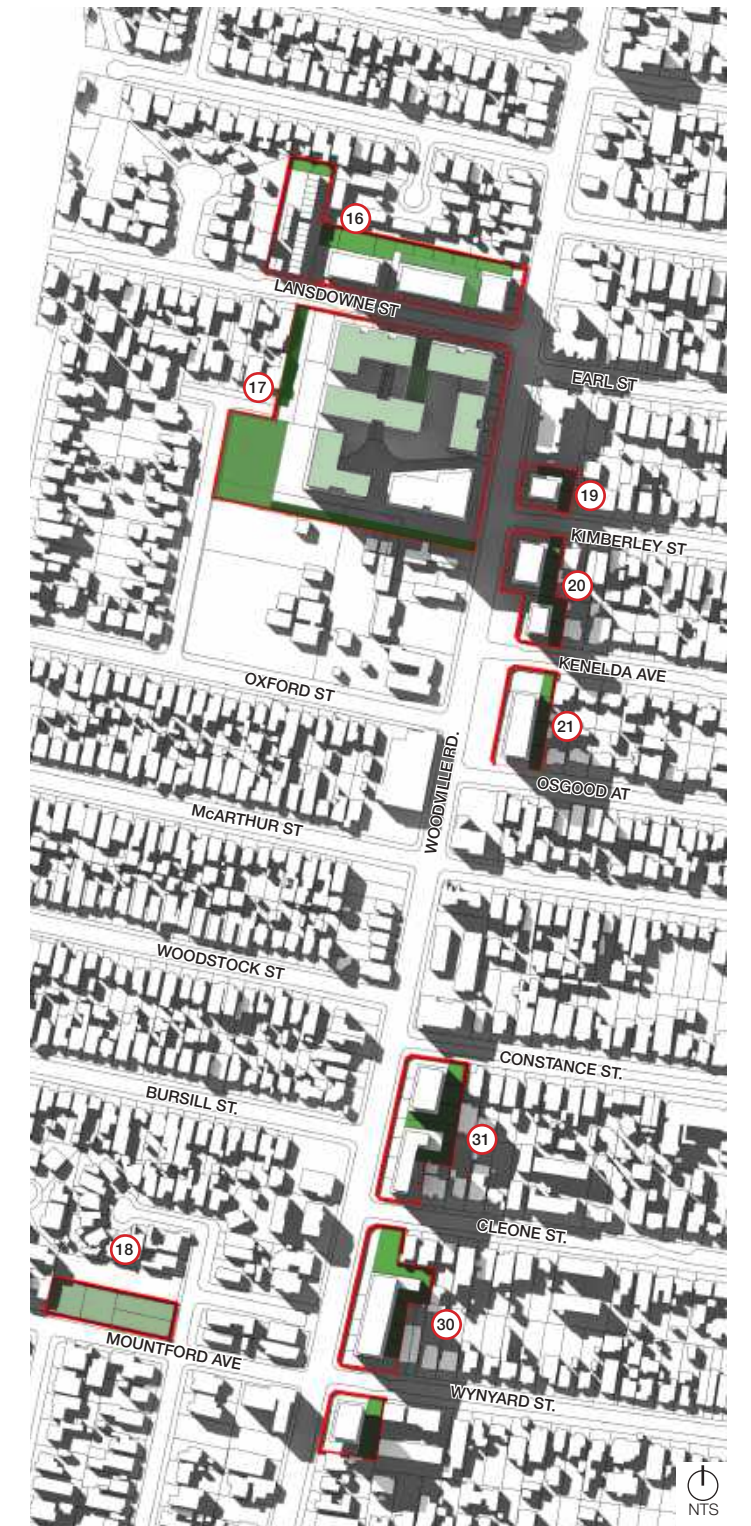 16
LANSDOWNE ST
17
EARL ST
19
KIMBERLEY ST
20
KENELDA AVE
OXFORD ST
21
WOODVILLE RD.
OSGOOD AT
McARTHUR ST
WOODSTOCK ST
CONSTANCE ST.
BURSILL ST.
31
CLEONE ST.
18
30
MOUNTFORD AVE
WYNYARD ST.
NTS